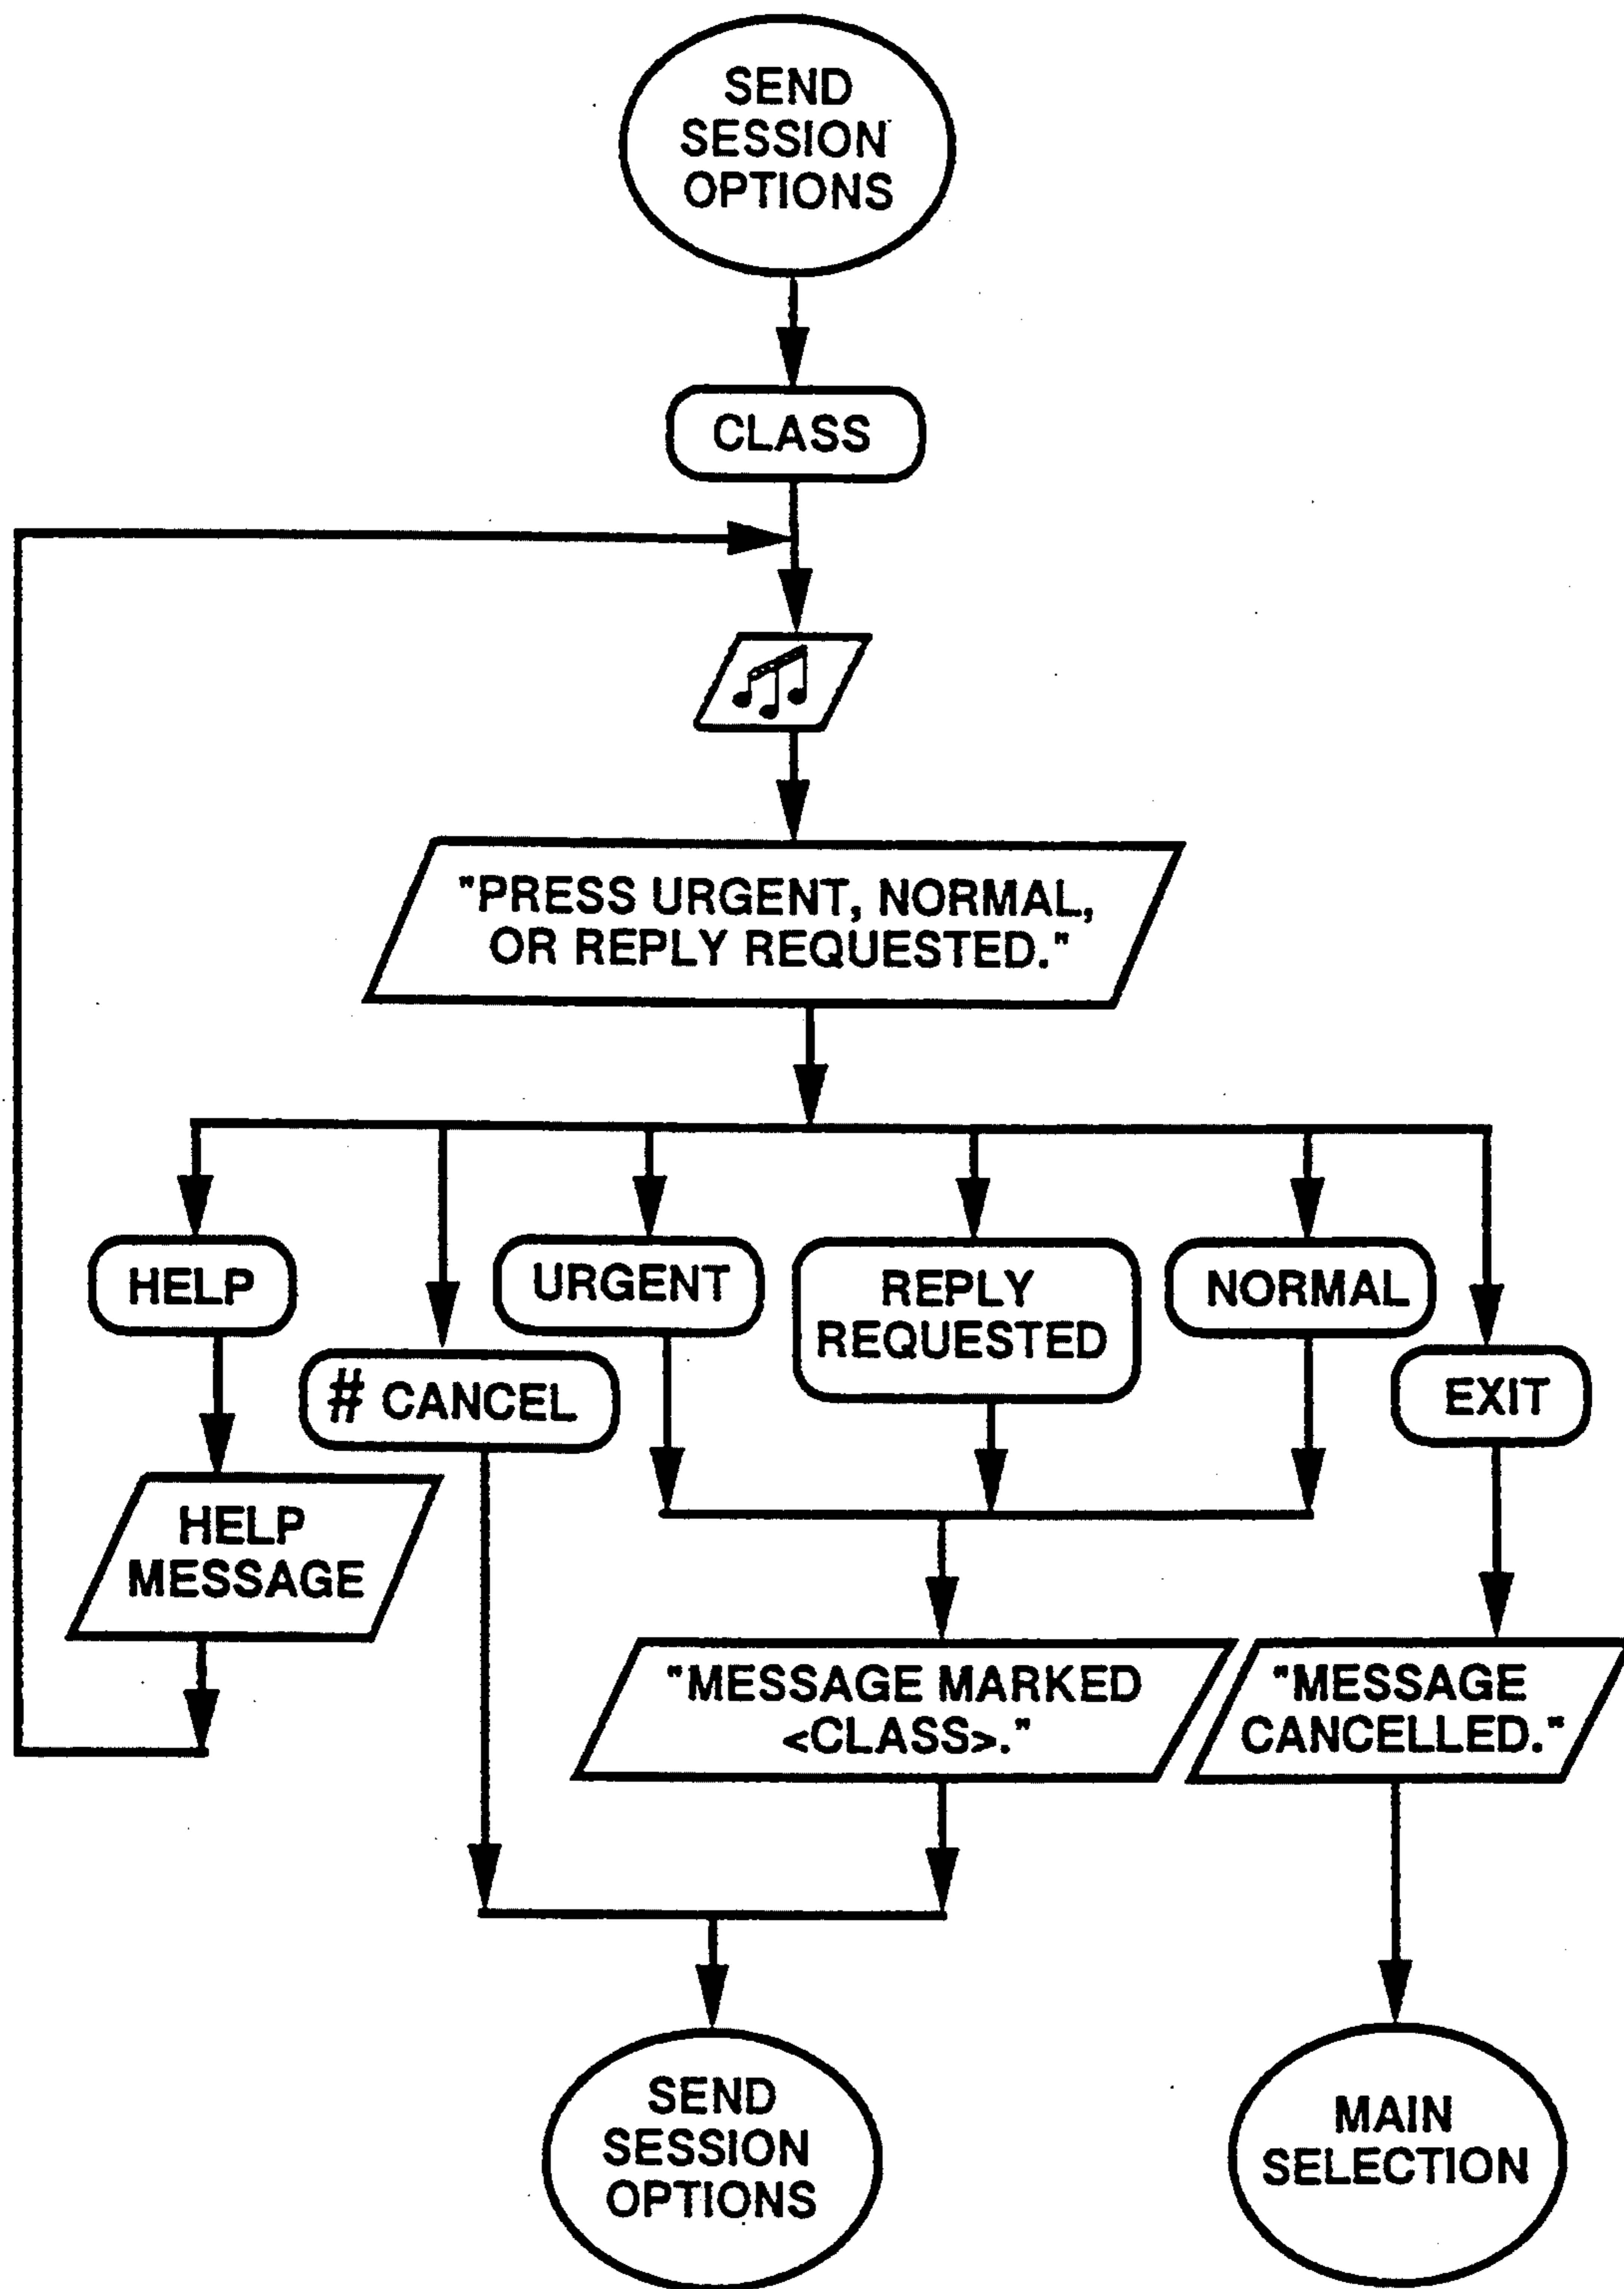 SEND
SESSION
OPTIONS
CLASS
"PRESS URGENT, NORMAL,
OR REPLY REQUESTED."
HELP
URGENT
REPLY
REQUESTED
NORMAL
# CANCEL
EXIT
HELP
MESSAGE
"MESSAGE MARKED
<CLASS>."
"MESSAGE
CANCELLED."
SEND
SESSION
OPTIONS
MAIN
SELECTION